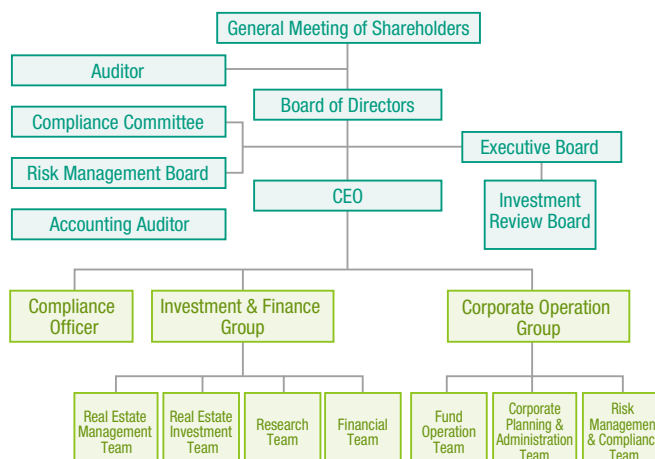 General Meeting of Shareholders
Auditor
Board of Directors
Compliance Committee
Executive Board
Risk Management Board
CEO
Investment
Review Board
Accounting Auditor
Compliance
Officer
Investment & Finance
Group
Corporate Operation
Group
Real Estate
Management
Team
Real Estate
Investment
Team
Research
Team
Financial
Team
Fund
Operation
Team
Corporate
Planning &
Administration
Team
Risk
Management
& Compliance
Team